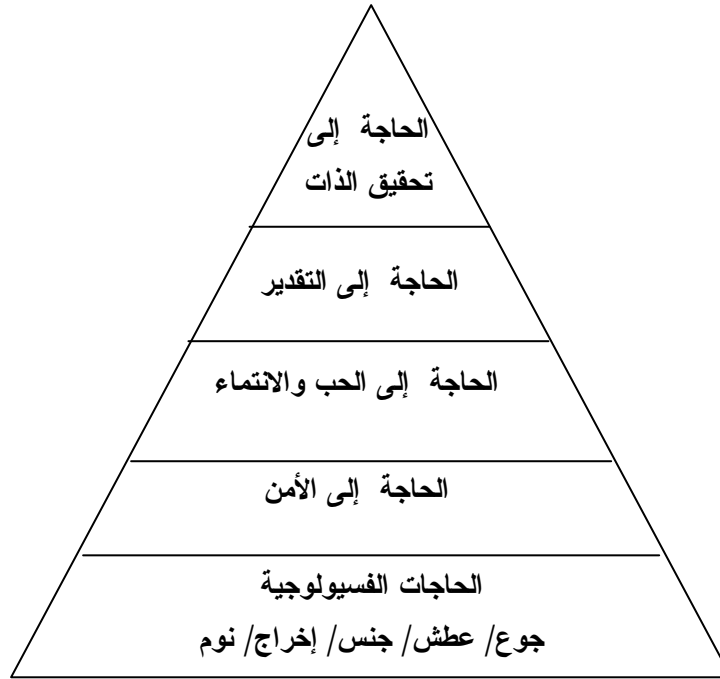 الحاجة إلى
تحقيق الذات
الحاجة إلى التقدير
الحاجة إلى الحب والانتماء
الحاجة إلى الأمن
الحاجات الفسيولوجية
جوع/ عطش/ جنس/ إخراج/ نوم